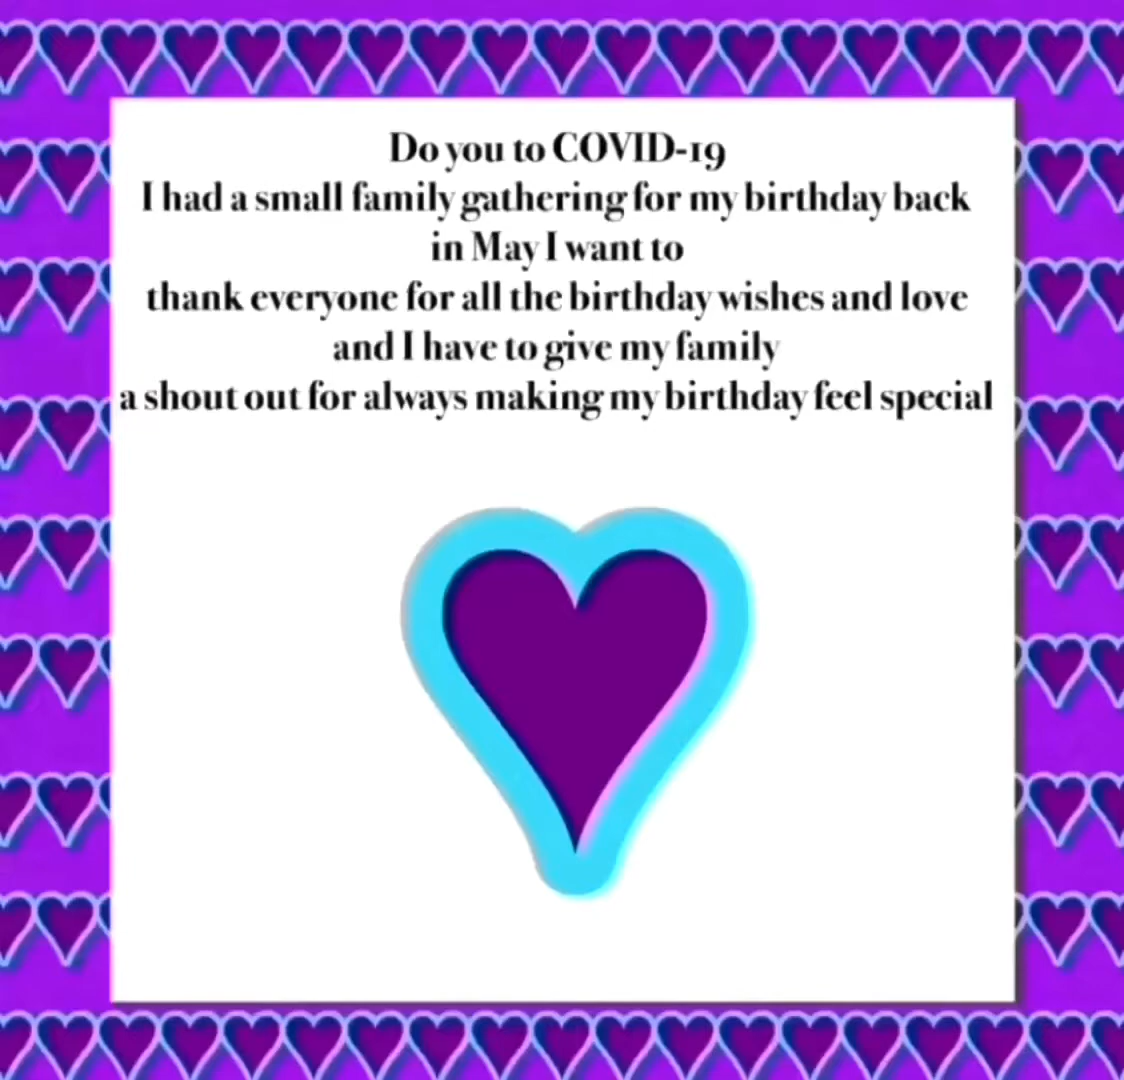 Do you to COVID-19
I had a small family gathering for my birthday back
in May I want to
thank everyone for all the birthday wishes and love
and I have to give my family
a shout out for always making my birthday feel special